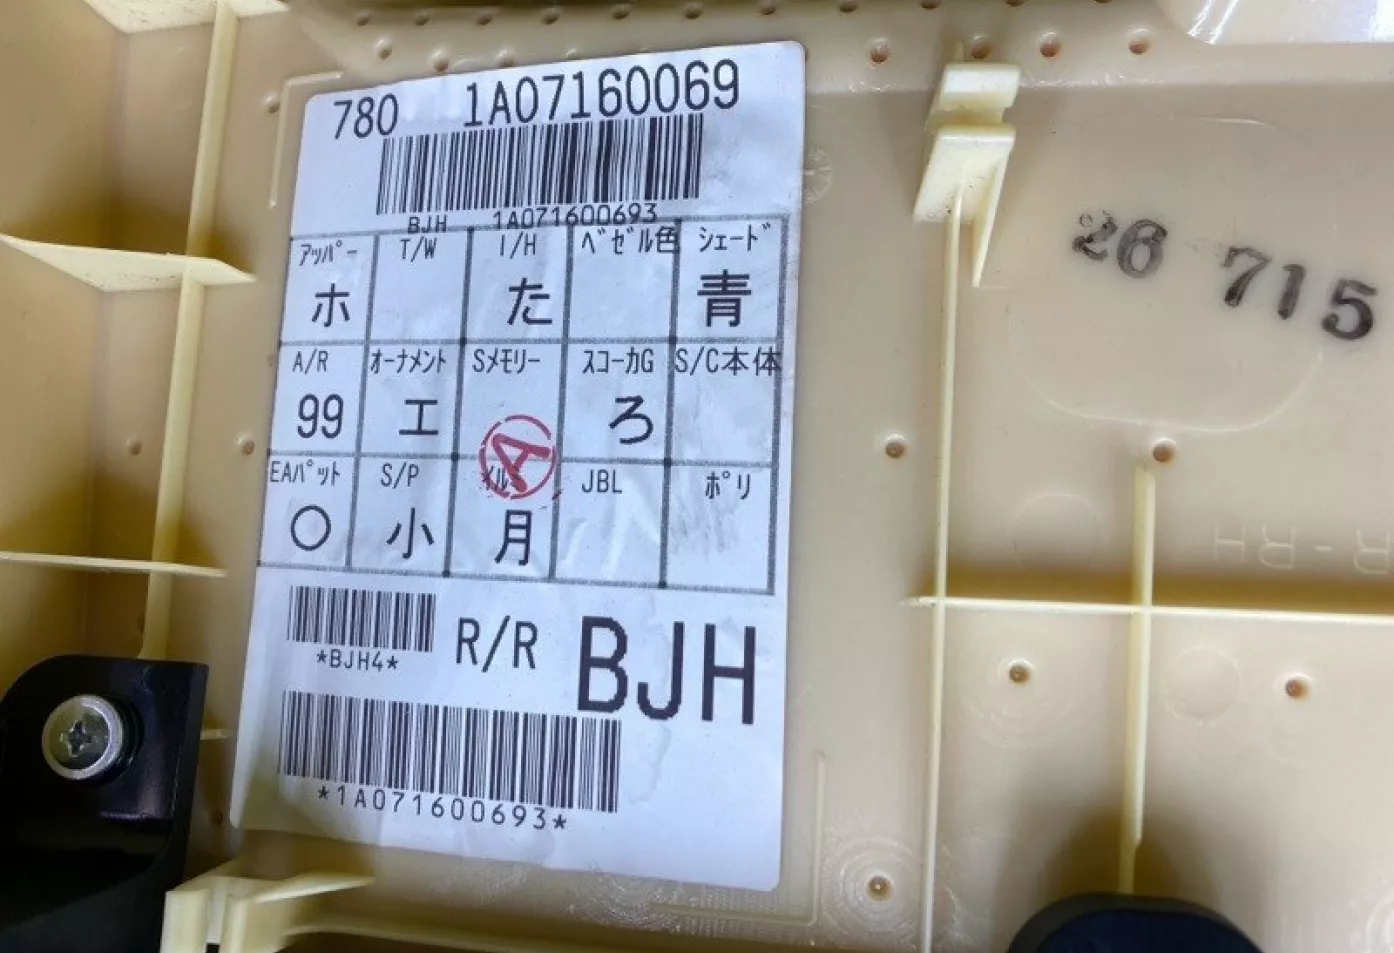 780 1A07160069
BJH 1A071600693
アッパー T/W I/H ベゼル色 シェード
ホ た 青
A/R オーナメント Sメモリー スコーカG S/C本体
99 エ ろ
A
EAパット S/P イルミ JBL ポリ
○ 小 月
*BJH4* R/R BJH
*1A071600693*
26 715
R-RH